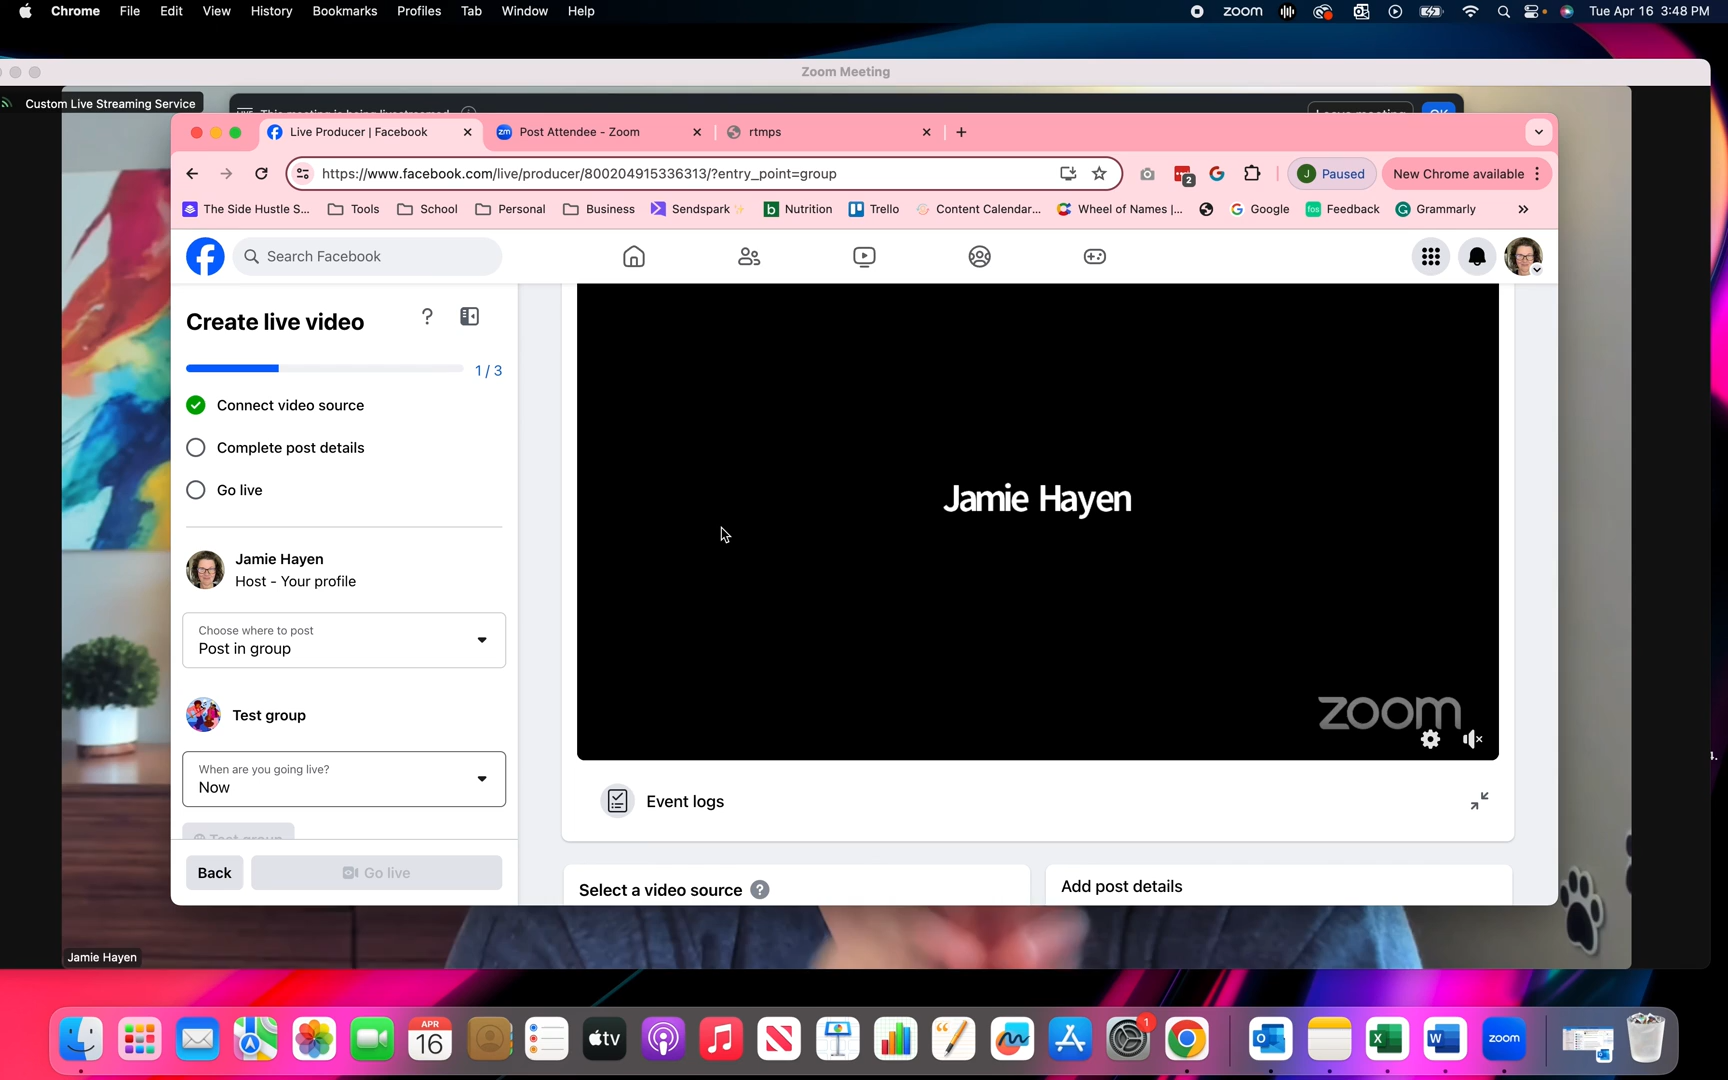 Chrome File Edit View History Bookmarks Profiles Tab Window Help zoom Tue Apr 16 3:48 PM
Zoom Meeting
Custom Live Streaming Service
Live Producer | Facebook Post Attendee - Zoom rtmps
https://www.facebook.com/live/producer/800204915336313/?entry_point=group 2 J Paused New Chrome available
The Side Hustle S... Tools School Personal Business Sendspark Nutrition Trello Content Calendar... Wheel of Names |... Google Feedback Grammarly
Search Facebook
Create live video ?
1 / 3
Connect video source
Complete post details
Go live
Jamie Hayen
Host - Your profile
Choose where to post
Post in group
Test group
When are you going live?
Now
Back Go live
Jamie Hayen
zoom
Event logs
Select a video source ?
Add post details
Jamie Hayen
APR
16
tv
1
zoom